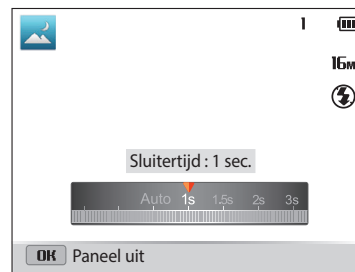 1
16M
Sluitertijd : 1 sec.
Auto 1s 1.5s 2s 3s
OK Paneel uit